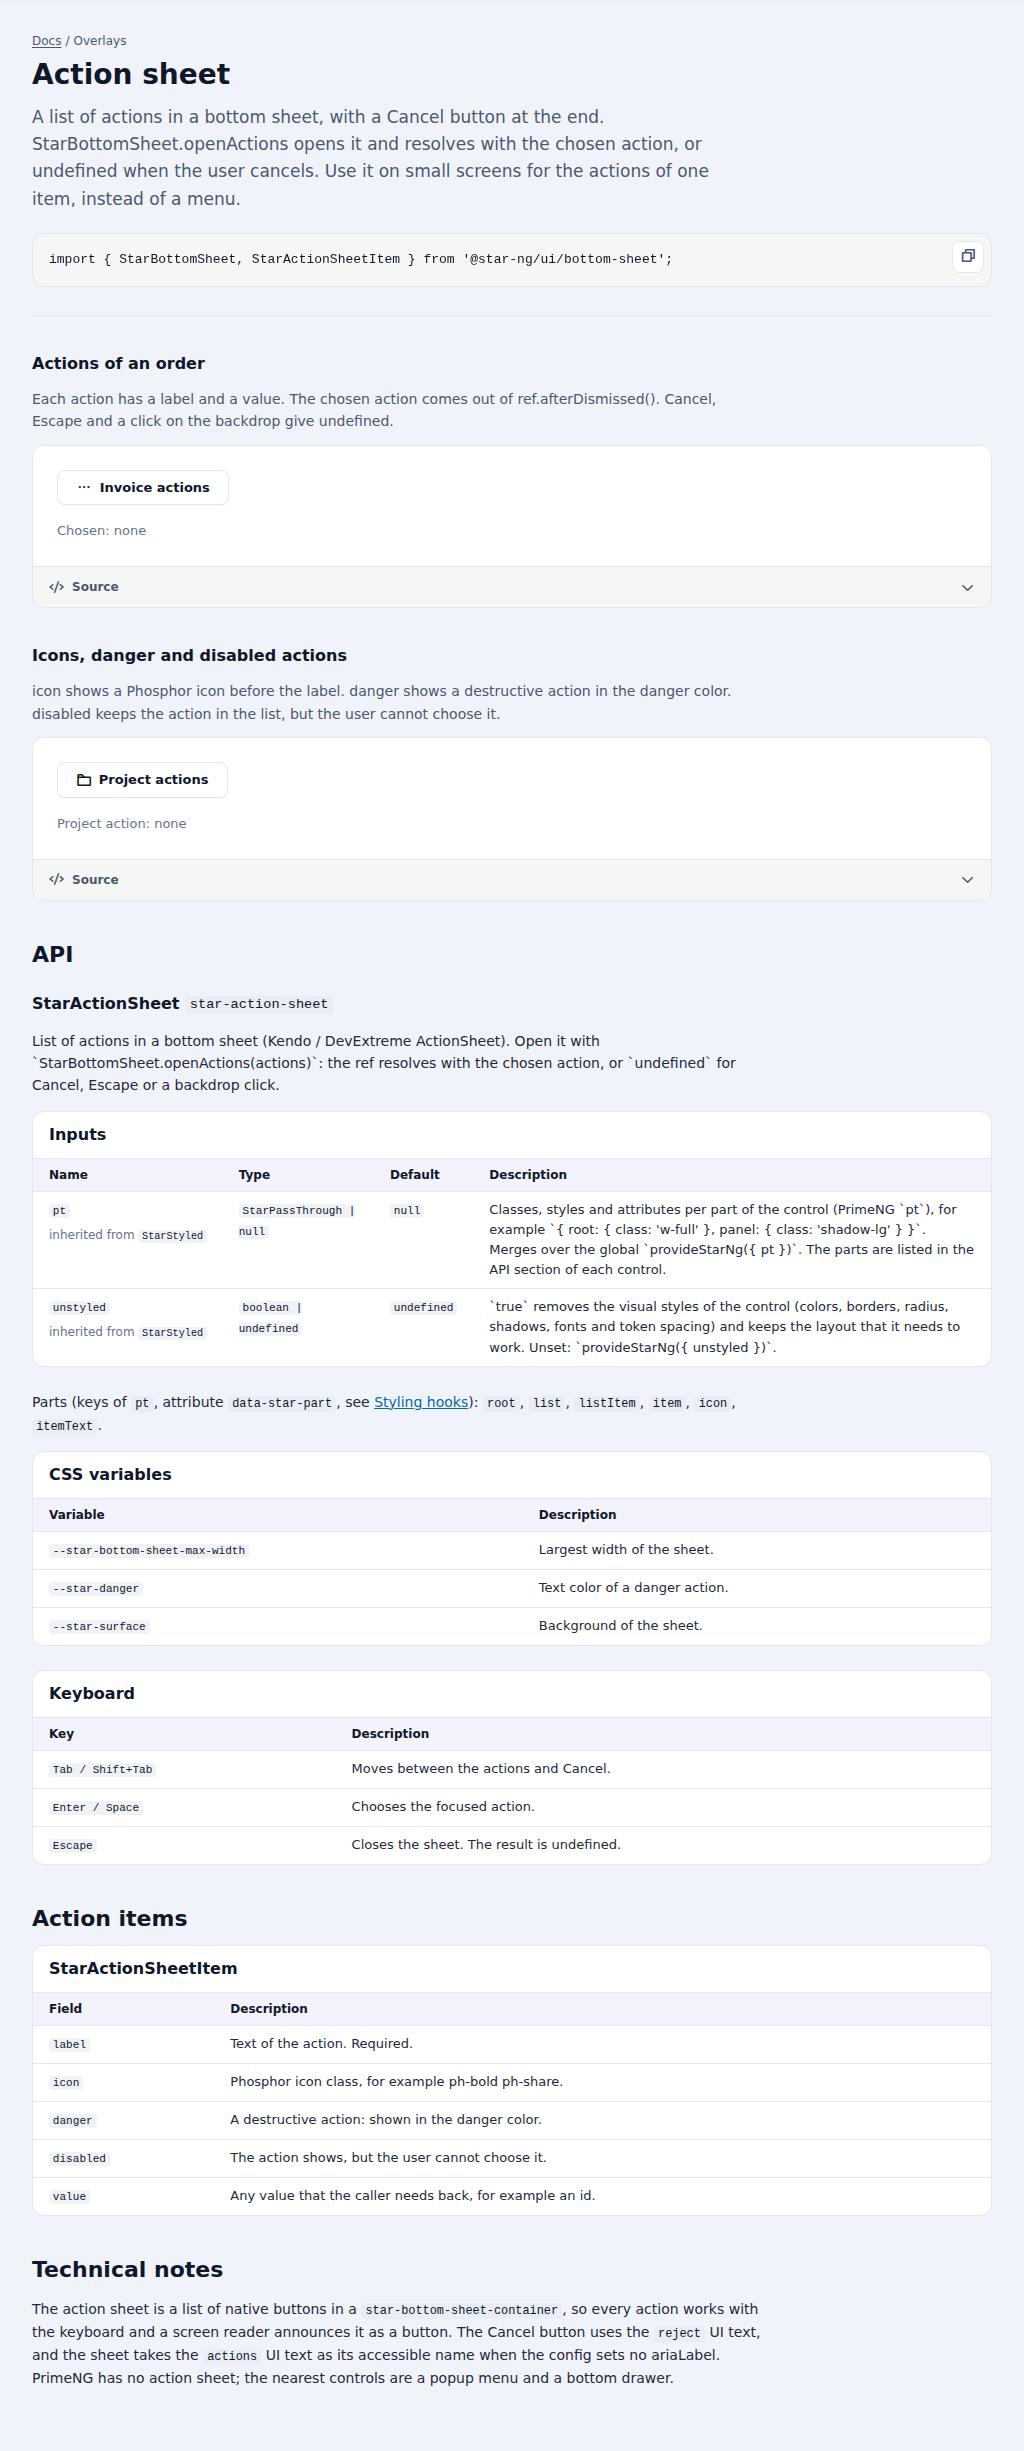 Docs / Overlays
Action sheet
A list of actions in a bottom sheet, with a Cancel button at the end.
StarBottomSheet.openActions opens it and resolves with the chosen action, or
undefined when the user cancels. Use it on small screens for the actions of one
item, instead of a menu.
import { StarBottomSheet, StarActionSheetItem } from '@star-ng/ui/bottom-sheet';
Actions of an order
Each action has a label and a value. The chosen action comes out of ref.afterDismissed(). Cancel,
Escape and a click on the backdrop give undefined.
Invoice actions
Chosen: none
Source
Icons, danger and disabled actions
icon shows a Phosphor icon before the label. danger shows a destructive action in the danger color.
disabled keeps the action in the list, but the user cannot choose it.
Project actions
Project action: none
Source
API
StarActionSheet star-action-sheet
List of actions in a bottom sheet (Kendo / DevExtreme ActionSheet). Open it with
`StarBottomSheet.openActions(actions)`: the ref resolves with the chosen action, or `undefined` for
Cancel, Escape or a backdrop click.
Inputs
Name Type Default Description
pt StarPassThrough | null Classes, styles and attributes per part of the control (PrimeNG `pt`), for
inherited from StarStyled null example `{ root: { class: 'w-full' }, panel: { class: 'shadow-lg' } }`.
Merges over the global `provideStarNg({ pt })`. The parts are listed in the
API section of each control.
unstyled boolean | undefined `true` removes the visual styles of the control (colors, borders, radius,
inherited from StarStyled undefined shadows, fonts and token spacing) and keeps the layout that it needs to
work. Unset: `provideStarNg({ unstyled })`.
Parts (keys of pt, attribute data-star-part, see Styling hooks): root, list, listItem, item, icon,
itemText.
CSS variables
Variable Description
--star-bottom-sheet-max-width Largest width of the sheet.
--star-danger Text color of a danger action.
--star-surface Background of the sheet.
Keyboard
Key Description
Tab / Shift+Tab Moves between the actions and Cancel.
Enter / Space Chooses the focused action.
Escape Closes the sheet. The result is undefined.
Action items
StarActionSheetItem
Field Description
label Text of the action. Required.
icon Phosphor icon class, for example ph-bold ph-share.
danger A destructive action: shown in the danger color.
disabled The action shows, but the user cannot choose it.
value Any value that the caller needs back, for example an id.
Technical notes
The action sheet is a list of native buttons in a star-bottom-sheet-container, so every action works with
the keyboard and a screen reader announces it as a button. The Cancel button uses the reject UI text,
and the sheet takes the actions UI text as its accessible name when the config sets no ariaLabel.
PrimeNG has no action sheet; the nearest controls are a popup menu and a bottom drawer.